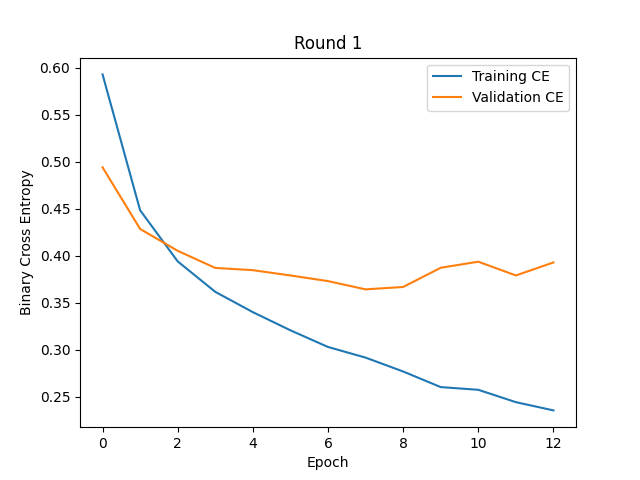 Round 1
Training CE
Validation CE
Binary Cross Entropy
0.60
0.55
0.50
0.45
0.40
0.35
0.30
0.25
0 2 4 6 8 10 12
Epoch